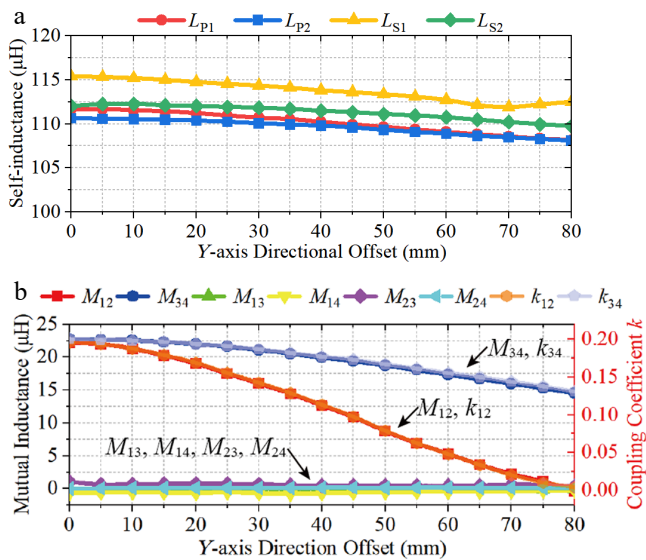 a
L_P1 L_P2 L_S1 L_S2
120
115
110
105
100
Self-inductance (μH)
0 10 20 30 40 50 60 70 80
Y-axis Directional Offset (mm)
b
M_12 M_34 M_13 M_14 M_23 M_24 k_12 k_34
25
20
15
10
5
0
Mutual Inductance (μH)
M_34, k_34
M_12, k_12
M_13, M_14, M_23, M_24
0.20
0.15
0.10
0.05
0.00
Coupling Coefficient k
0 10 20 30 40 50 60 70 80
Y-axis Direction Offset (mm)